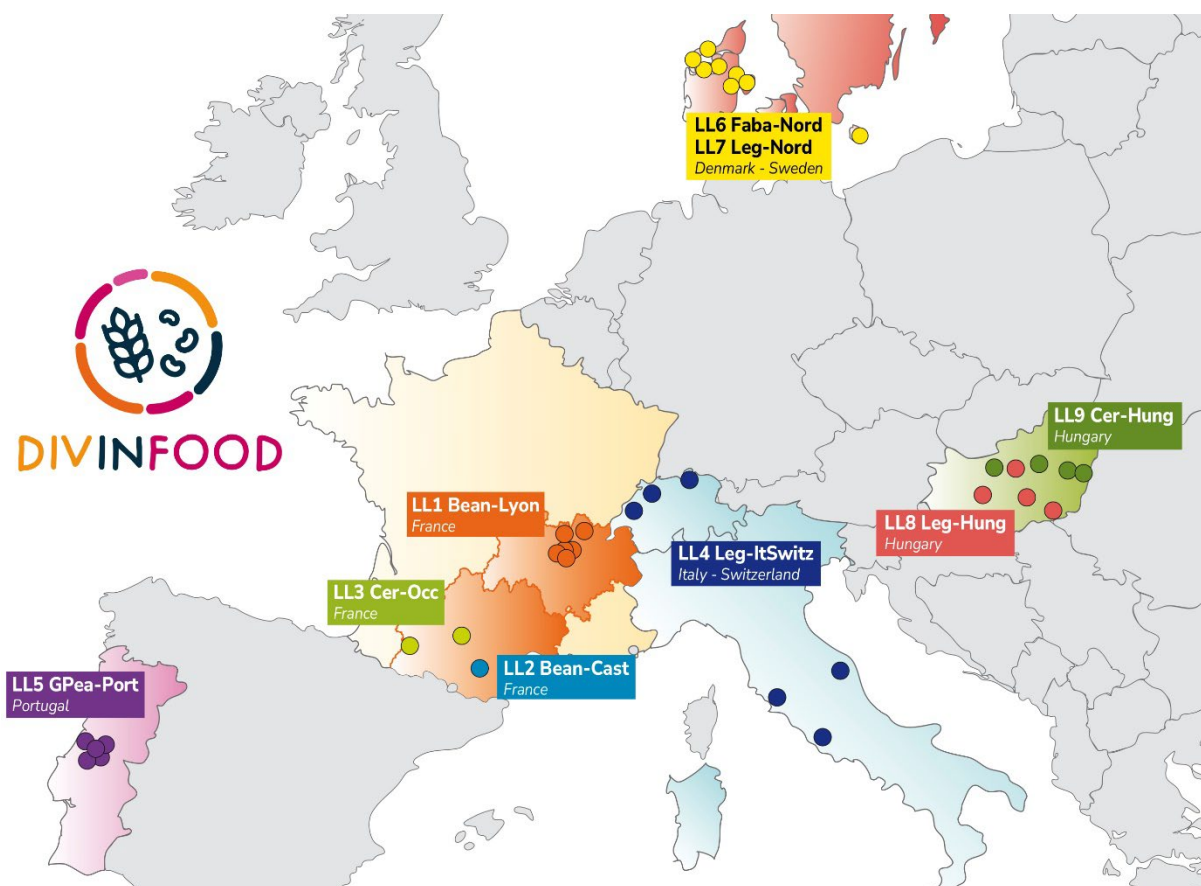 LL6 Faba-Nord
LL7 Leg-Nord
Denmark - Sweden
DIVINFOOD
LL9 Cer-Hung
Hungary
LL1 Bean-Lyon
France
LL8 Leg-Hung
Hungary
LL4 Leg-ItSwitz
Italy - Switzerland
LL3 Cer-Occ
France
LL2 Bean-Cast
France
LL5 GPea-Port
Portugal